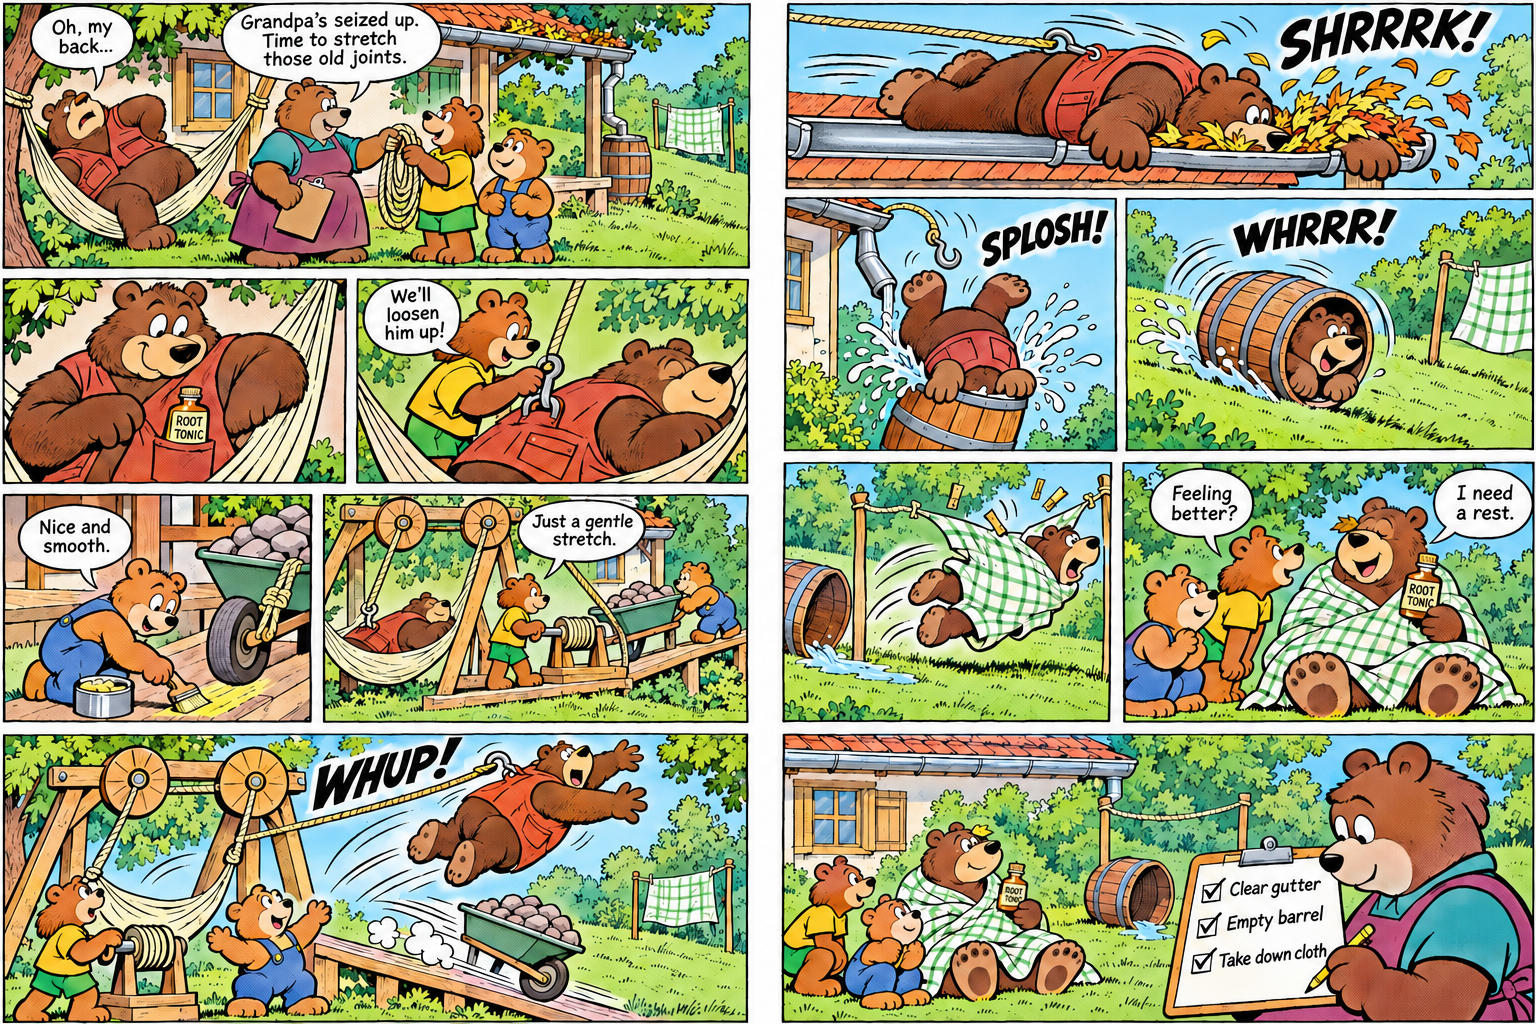 Oh, my
back...
Grandpa's seized up.
Time to stretch
those old joints.
ROOT
TONIC
We'll
loosen
him up!
Nice and
smooth.
Just a gentle
stretch.
WHUP!
SHRRRK!
SPLOSH!
WHRRR!
Feeling
better?
I need
a rest.
ROOT
TONIC
ROOT
TONIC
Clear gutter
Empty barrel
Take down cloth